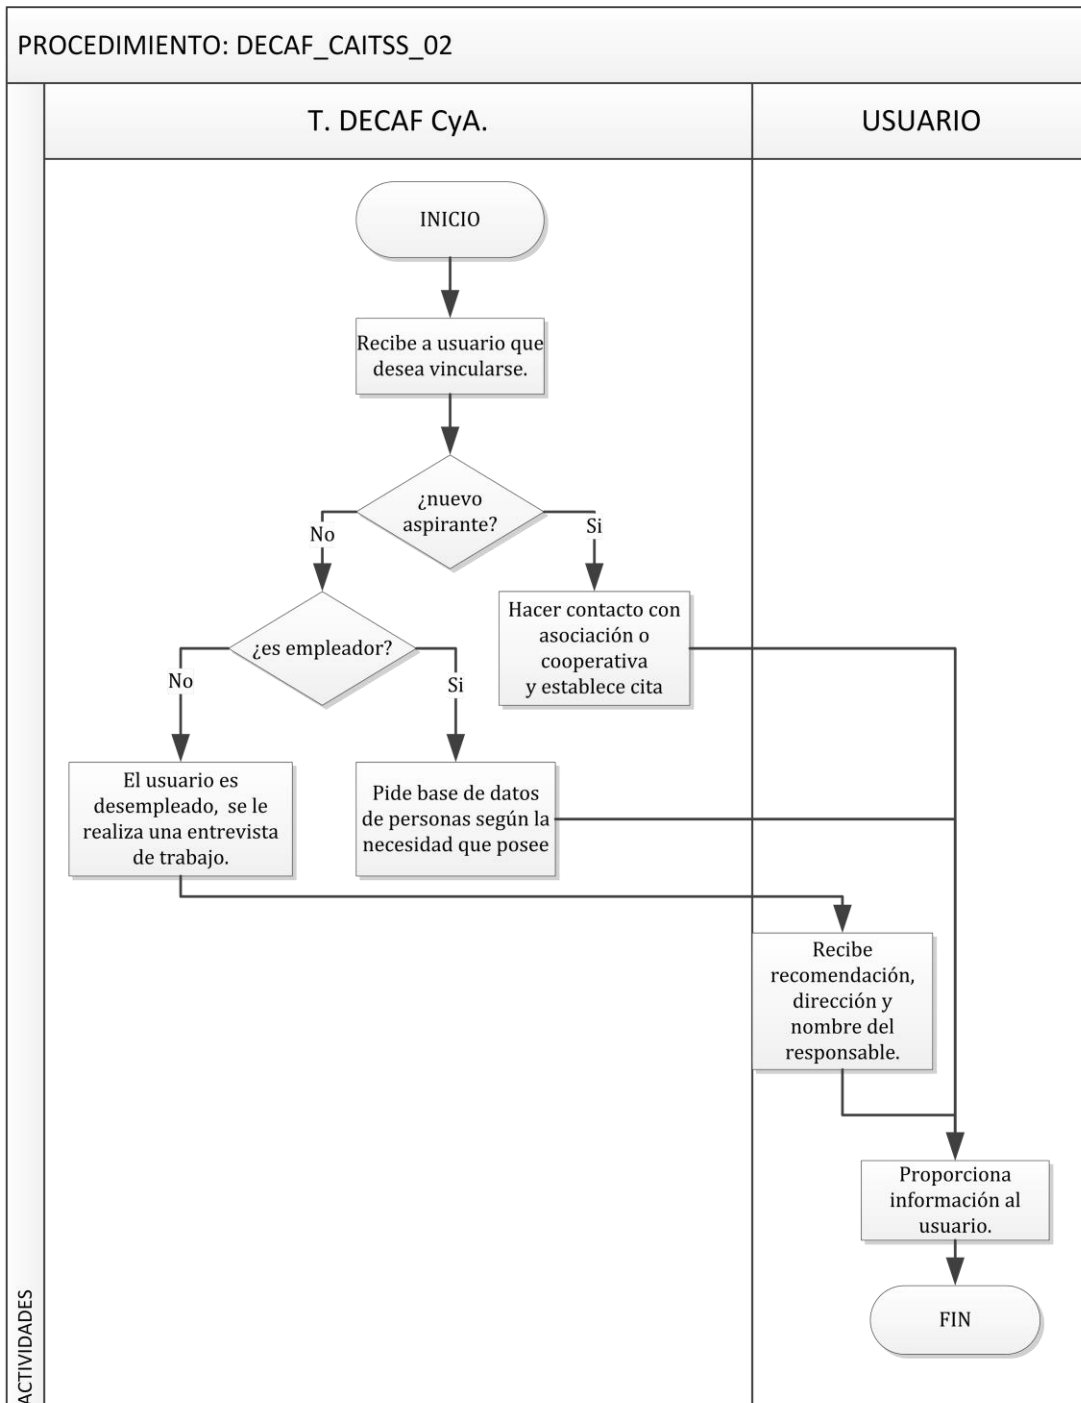 PROCEDIMIENTO: DECAF_CAITSS_02
T. DECAF CyA.
USUARIO
INICIO
Recibe a usuario que
desea vincularse.
¿nuevo
aspirante?
No
Si
Hacer contacto con
asociación o
cooperativa
y establece cita
¿es empleador?
No
Si
El usuario es
desempleado,  se le
realiza una entrevista
de trabajo.
Pide base de datos
de personas según la
necesidad que posee
Recibe
recomendación,
dirección y
nombre del
responsable.
Proporciona
información al
usuario.
FIN
ACTIVIDADES